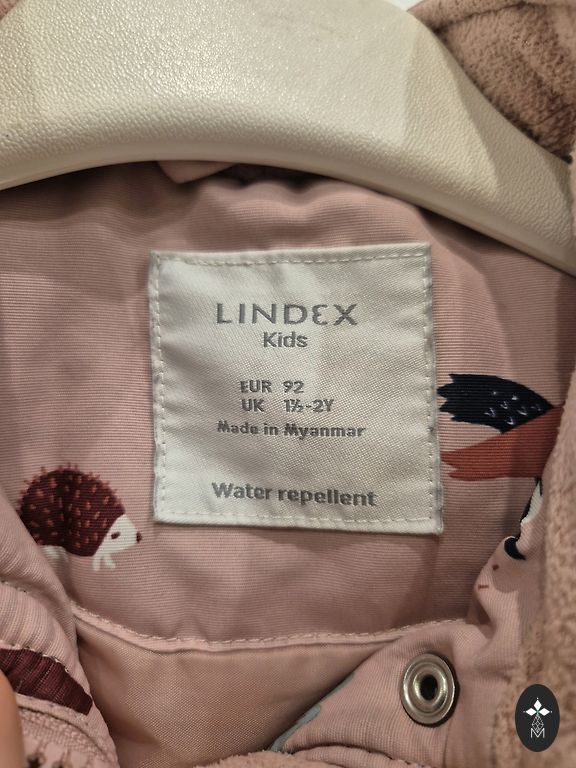 LINDEX
Kids
EUR 92
UK 1½-2Y
Made in Myanmar
Water repellent
M